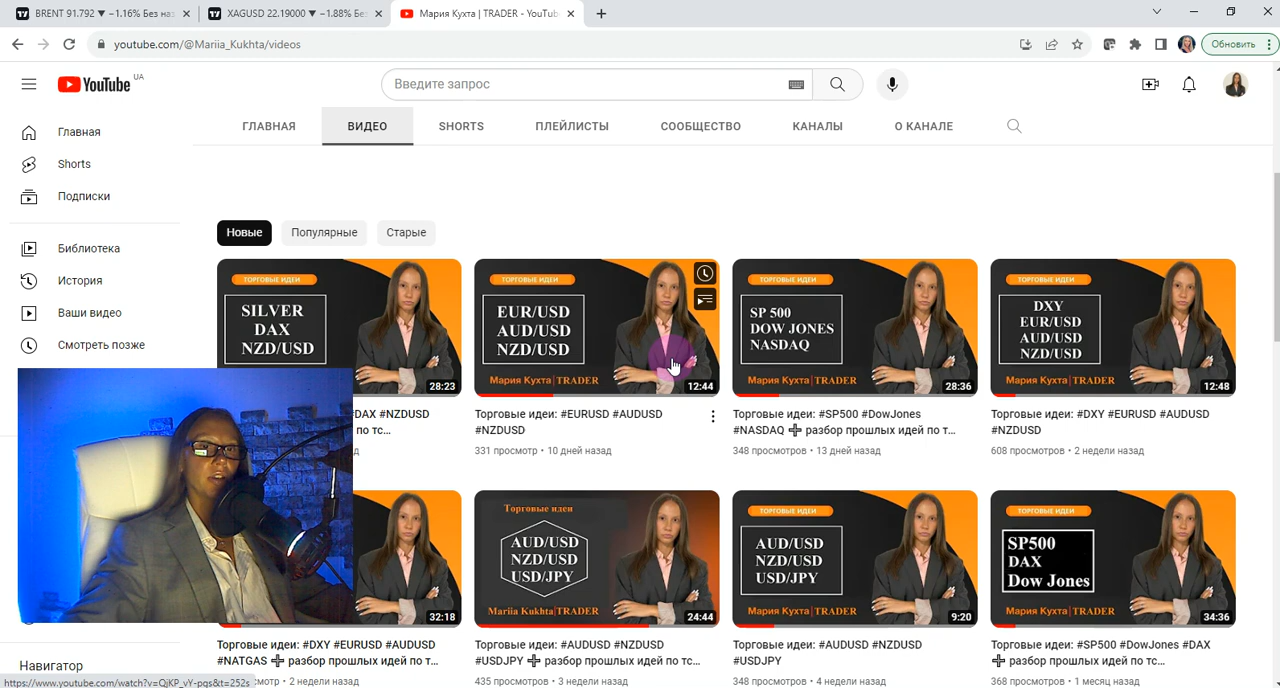 BRENT 91.792 ▼ −1.16% Без наз
XAGUSD 22.19000 ▼ −1.88% Бе
Мария Кухта | TRADER - YouTub
youtube.com/@Mariia_Kukhta/videos
Обновить
YouTube UA
Введите запрос
ГЛАВНАЯ
ВИДЕО
SHORTS
ПЛЕЙЛИСТЫ
СООБЩЕСТВО
КАНАЛЫ
О КАНАЛЕ
Главная
Shorts
Подписки
Библиотека
История
Ваши видео
Смотреть позже
Навигатор
Новые
Популярные
Старые
ТОРГОВЫЕ ИДЕИ
SILVER
DAX
NZD/USD
28:23
#DAX #NZDUSD
по тс...
ТОРГОВЫЕ ИДЕИ
EUR/USD
AUD/USD
NZD/USD
Мария Кухта|TRADER
12:44
Торговые идеи: #EURUSD #AUDUSD
#NZDUSD
331 просмотр • 10 дней назад
ТОРГОВЫЕ ИДЕИ
SP 500
DOW JONES
NASDAQ
Мария Кухта|TRADER
28:36
Торговые идеи: #SP500 #DowJones
#NASDAQ ➕ разбор прошлых идей по т...
348 просмотров • 13 дней назад
ТОРГОВЫЕ ИДЕИ
DXY
EUR/USD
AUD/USD
NZD/USD
Мария Кухта|TRADER
12:48
Торговые идеи: #DXY #EURUSD #AUDUSD
#NZDUSD
608 просмотров • 2 недели назад
32:18
Торговые идеи: #DXY #EURUSD #AUDUSD
#NATGAS ➕ разбор прошлых идей по т...
просмотр • 2 недели назад
Торговые идеи
AUD/USD
NZD/USD
USD/JPY
Mariia Kukhta|TRADER
24:44
Торговые идеи: #AUDUSD #NZDUSD
#USDJPY ➕ разбор прошлых идей по тс...
435 просмотров • 3 недели назад
ТОРГОВЫЕ ИДЕИ
AUD/USD
NZD/USD
USD/JPY
Мария Кухта|TRADER
9:20
Торговые идеи: #AUDUSD #NZDUSD
#USDJPY
348 просмотров • 4 недели назад
ТОРГОВЫЕ ИДЕИ
SP500
DAX
Dow Jones
Мария Кухта|TRADER
34:36
Торговые идеи: #SP500 #DowJones #DAX
➕ разбор прошлых идей по тс...
368 просмотров • 1 месяц назад
https://www.youtube.com/watch?v=QjKP_vY-pqs&t=252s